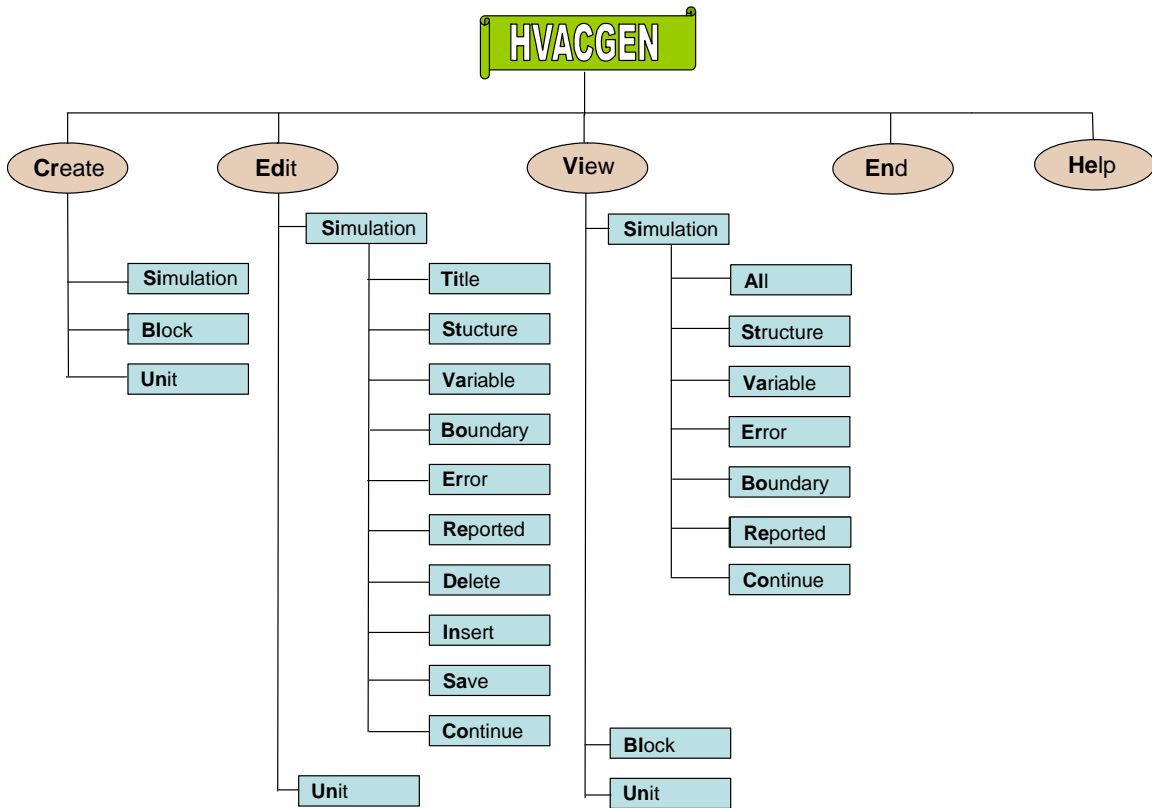 HVACGEN
Create
Edit
View
End
Help
Simulation
Block
Unit
Simulation
Title
Stucture
Variable
Boundary
Error
Reported
Delete
Insert
Save
Continue
Unit
Simulation
All
Structure
Variable
Error
Boundary
Reported
Continue
Block
Unit